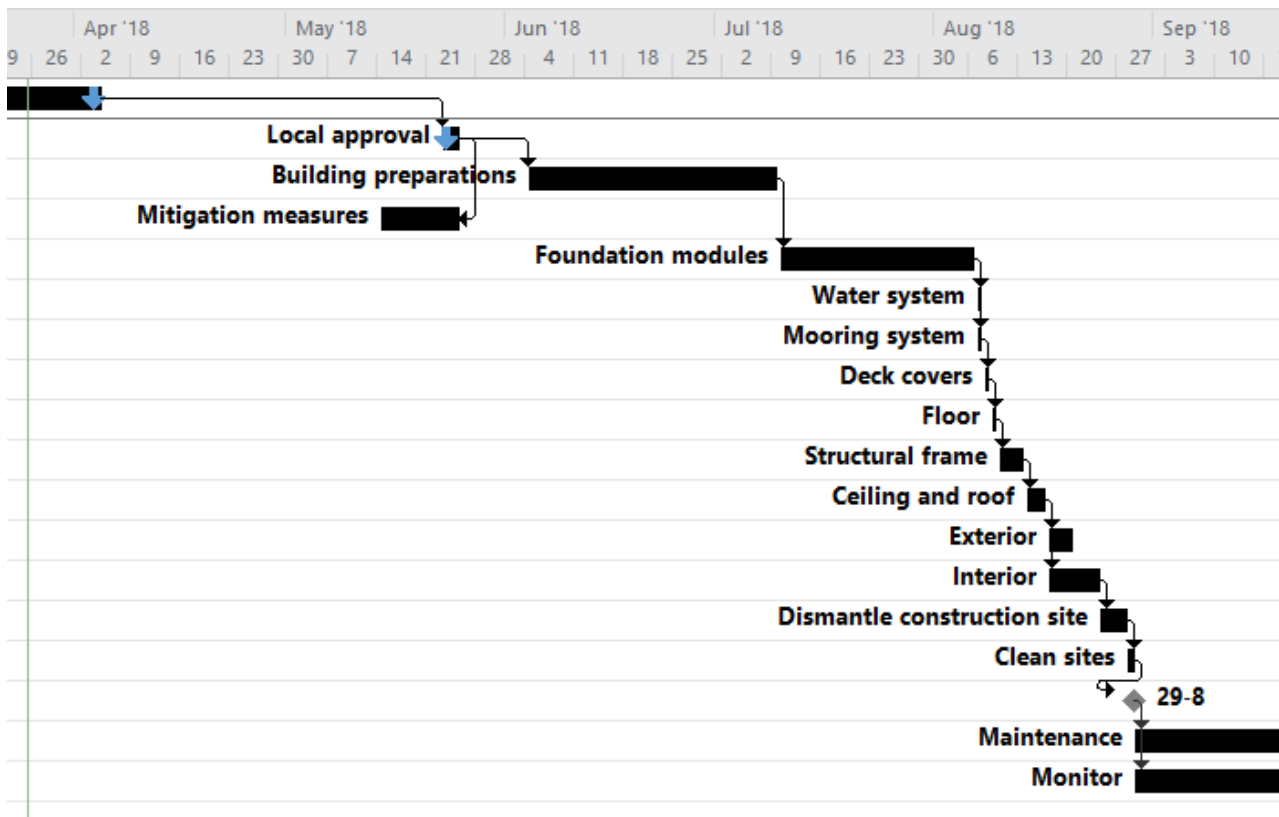 Apr '18 May '18 Jun '18 Jul '18 Aug '18 Sep '18
9 26 2 9 16 23 30 7 14 21 28 4 11 18 25 2 9 16 23 30 6 13 20 27 3 10
Local approval
Building preparations
Mitigation measures
Foundation modules
Water system
Mooring system
Deck covers
Floor
Structural frame
Ceiling and roof
Exterior
Interior
Dismantle construction site
Clean sites
29-8
Maintenance
Monitor